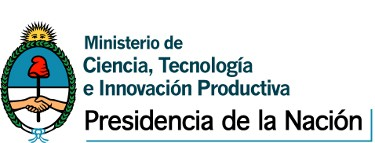 Ministerio de
Ciencia, Tecnología
e Innovación Productiva
Presidencia de la Nación